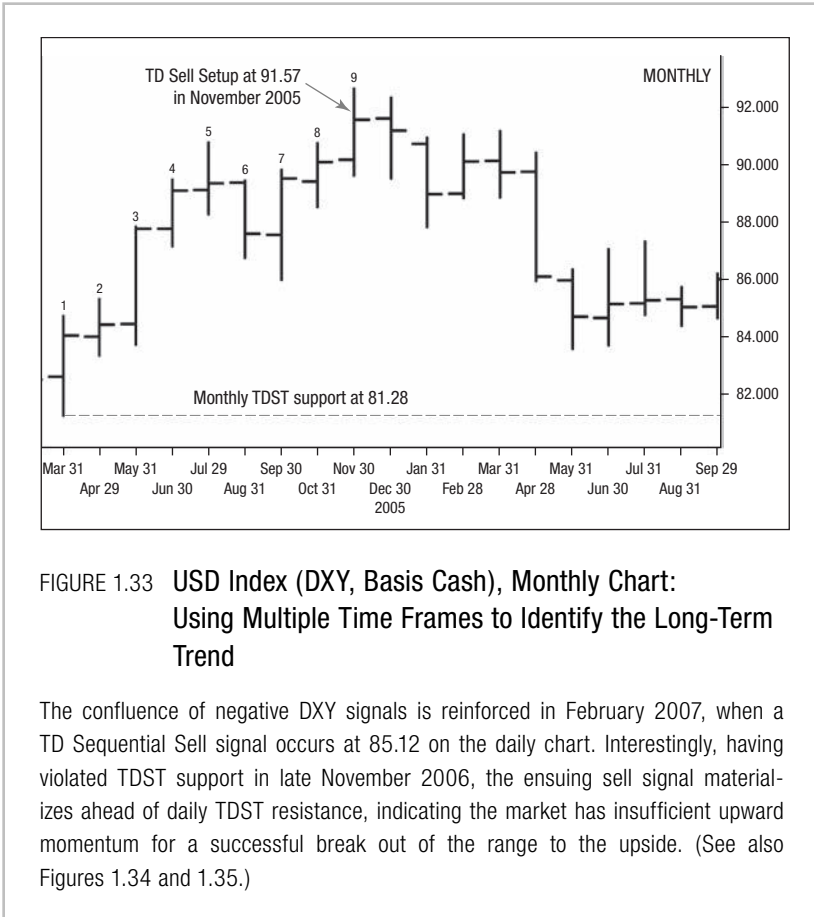 TD Sell Setup at 91.57
in November 2005
MONTHLY
1
2
3
4
5
6
7
8
9
92.000
90.000
88.000
86.000
84.000
82.000
Monthly TDST support at 81.28
Mar 31
Apr 29
May 31
Jun 30
Jul 29
Aug 31
Sep 30
Oct 31
Nov 30
Dec 30
2005
Jan 31
Feb 28
Mar 31
Apr 28
May 31
Jun 30
Jul 31
Aug 31
Sep 29
FIGURE 1.33 USD Index (DXY, Basis Cash), Monthly Chart:
Using Multiple Time Frames to Identify the Long-Term
Trend
The confluence of negative DXY signals is reinforced in February 2007, when a
TD Sequential Sell signal occurs at 85.12 on the daily chart. Interestingly, having
violated TDST support in late November 2006, the ensuing sell signal material-
izes ahead of daily TDST resistance, indicating the market has insufficient upward
momentum for a successful break out of the range to the upside. (See also
Figures 1.34 and 1.35.)